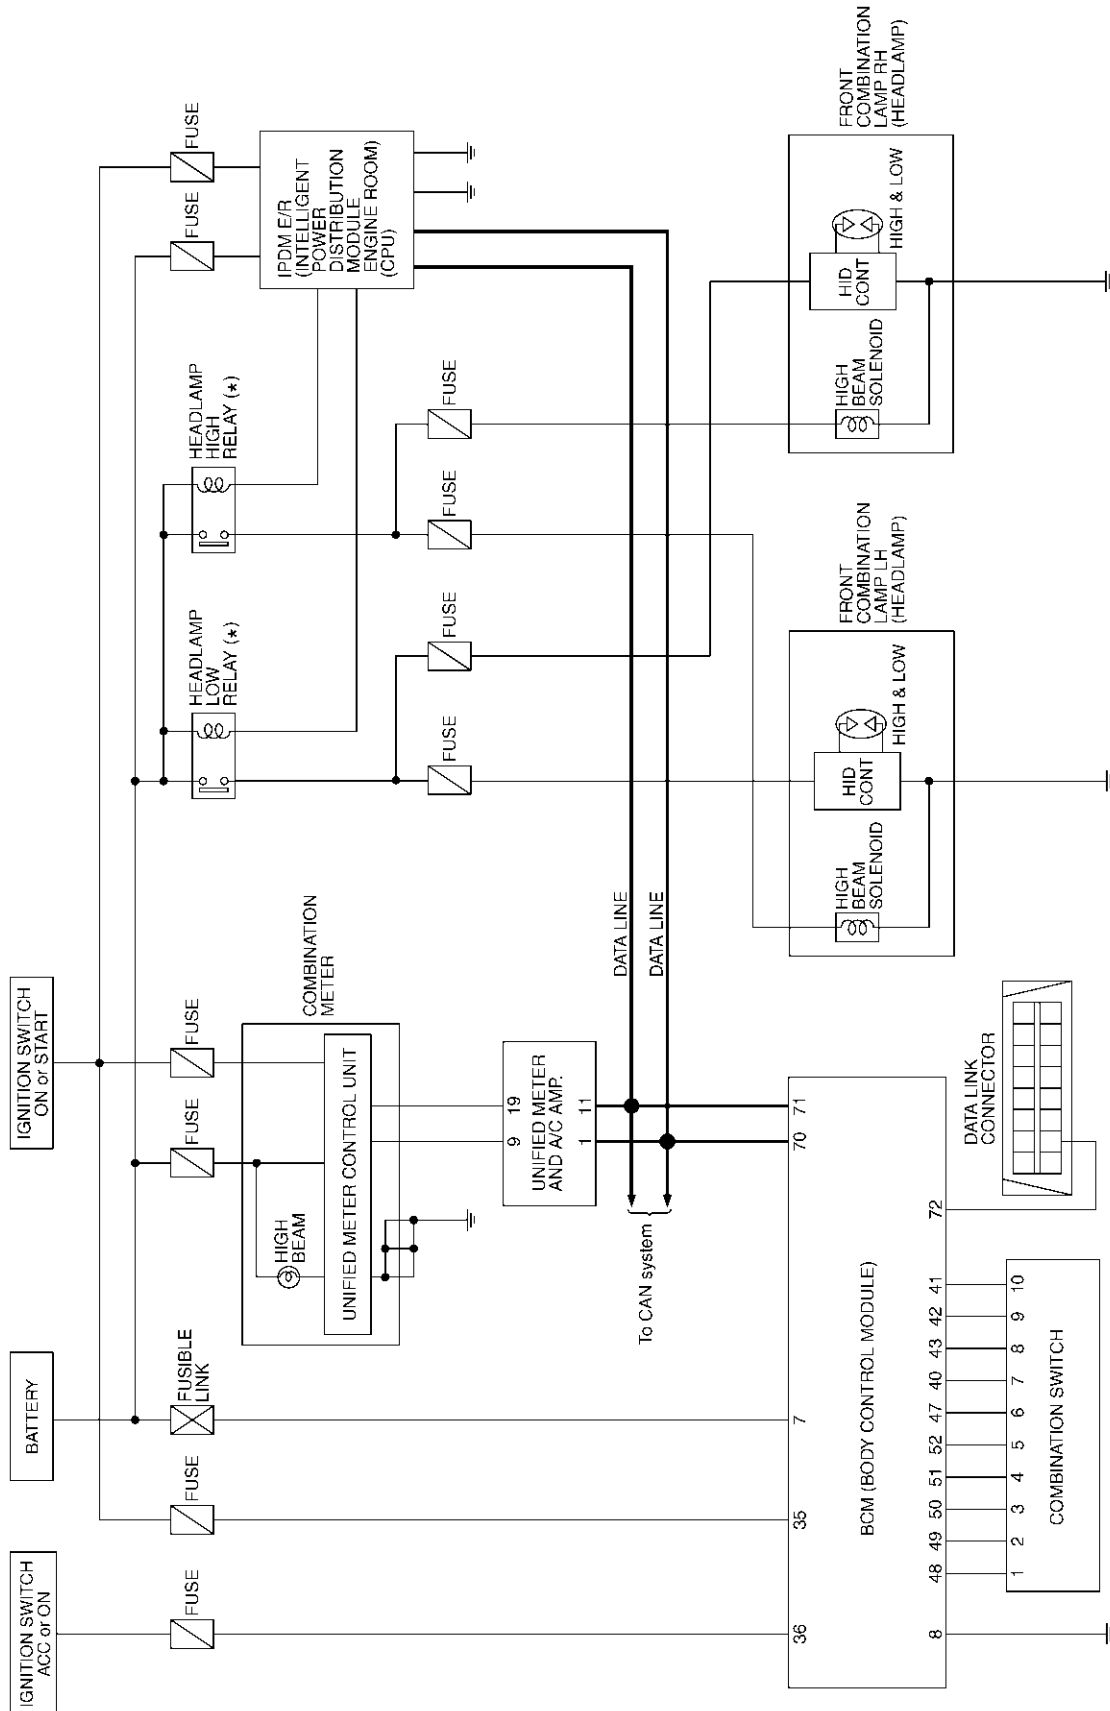 IGNITION SWITCH
ACC or ON
BATTERY
IGNITION SWITCH
ON or START
FUSE
FUSE
FUSIBLE
LINK
FUSE
FUSE
FUSE
FUSE
HEADLAMP
LOW
RELAY (*)
HEADLAMP
HIGH
RELAY (*)
COMBINATION
METER
HIGH
BEAM
UNIFIED METER CONTROL UNIT
IPDM E/R
(INTELLIGENT
POWER
DISTRIBUTION
MODULE
ENGINE ROOM)
(CPU)
FUSE
FUSE
FUSE
FUSE
9 19
UNIFIED METER
AND A/C AMP.
1 11
To CAN system
DATA LINE
DATA LINE
36 35 7 70 71
BCM (BODY CONTROL MODULE)
8 48 49 50 51 52 47 40 43 42 41 72
1 2 3 4 5 6 7 8 9 10
COMBINATION SWITCH
DATA LINK
CONNECTOR
FRONT
COMBINATION
LAMP LH
(HEADLAMP)
HIGH
BEAM
SOLENOID
HID
CONT
HIGH & LOW
FRONT
COMBINATION
LAMP RH
(HEADLAMP)
HIGH
BEAM
SOLENOID
HID
CONT
HIGH & LOW